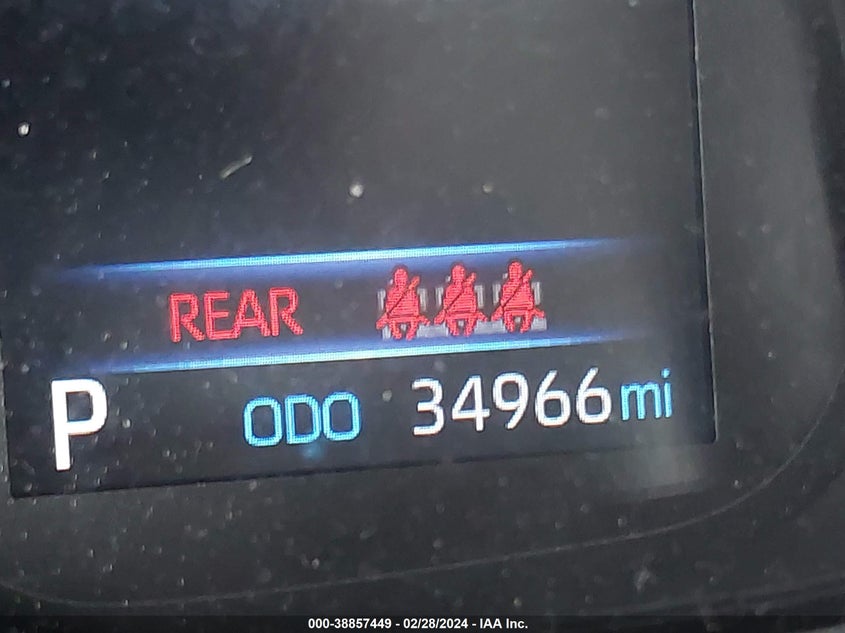 REAR
P ODO 34966 mi
000-38857449 - 02/28/2024 - IAA Inc.